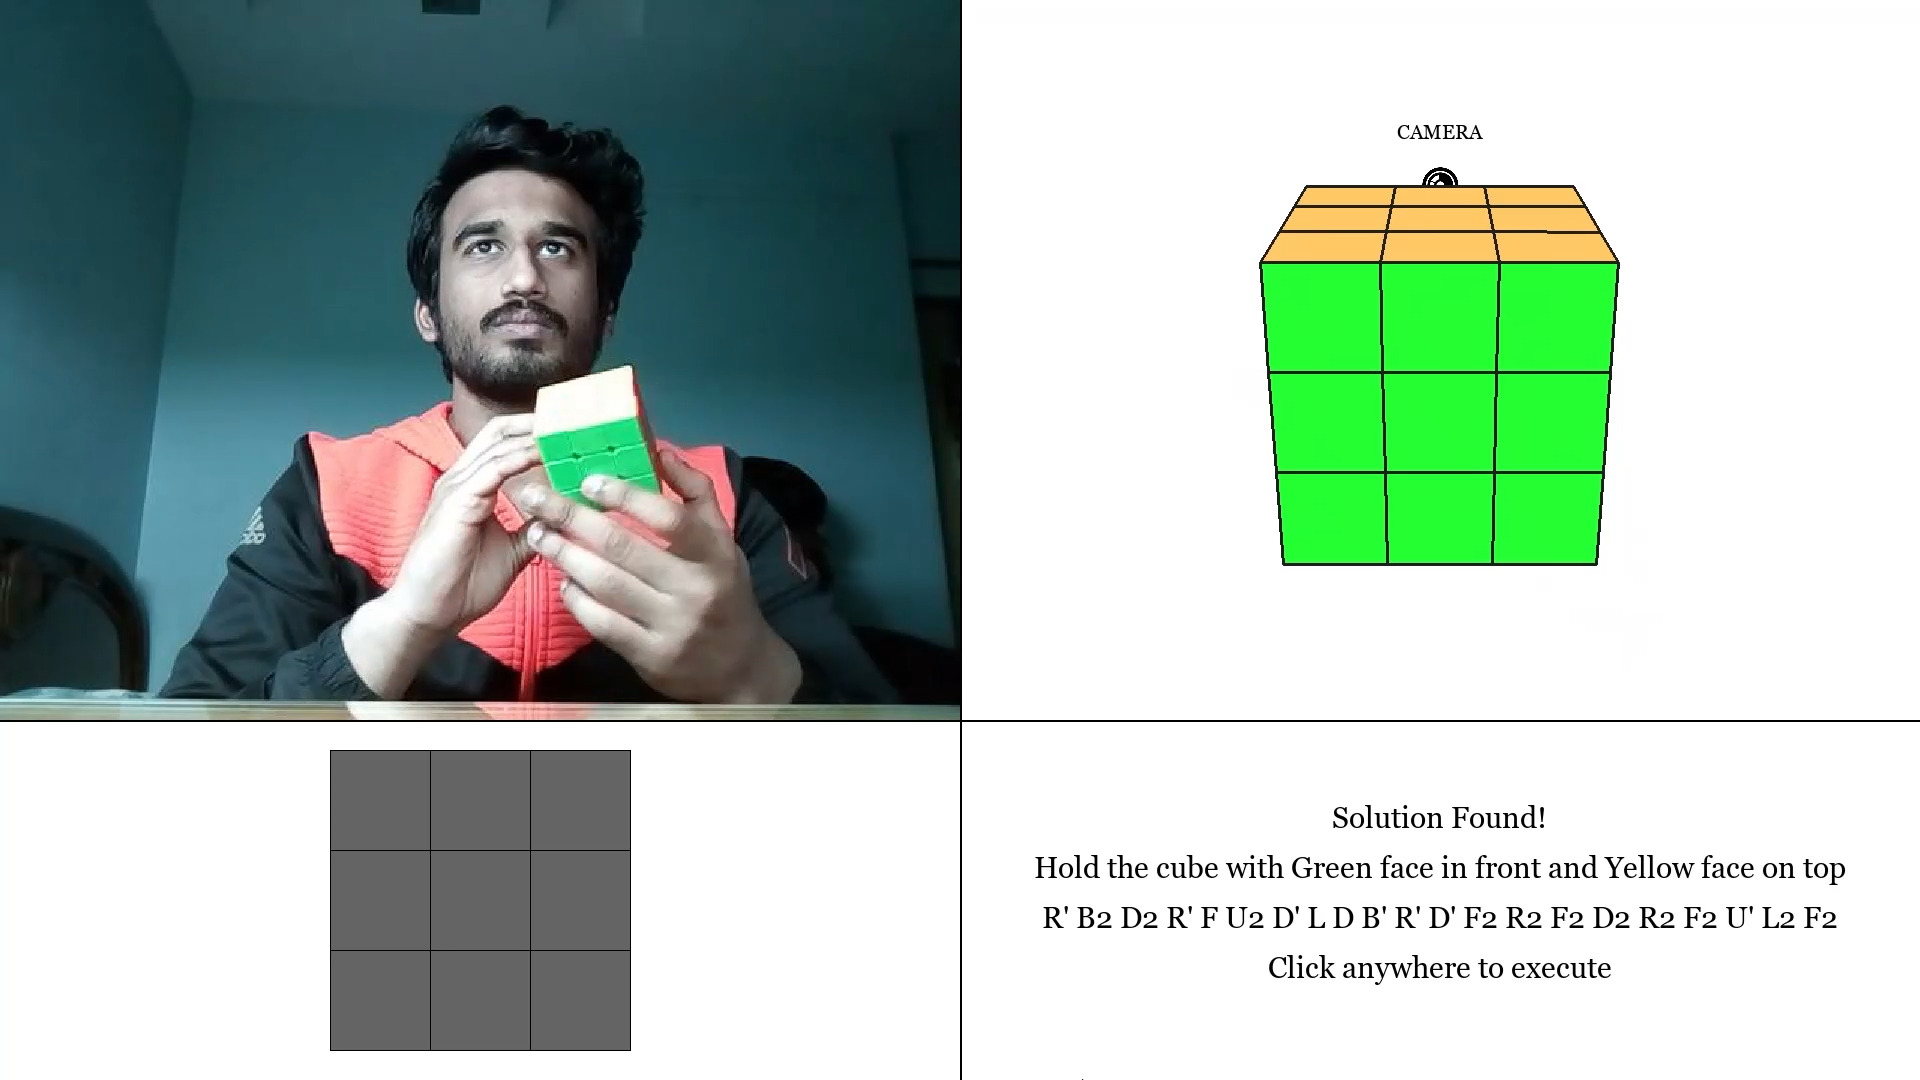 CAMERA
Solution Found!
Hold the cube with Green face in front and Yellow face on top
R' B2 D2 R' F U2 D' L D B' R' D' F2 R2 F2 D2 R2 F2 U' L2 F2
Click anywhere to execute